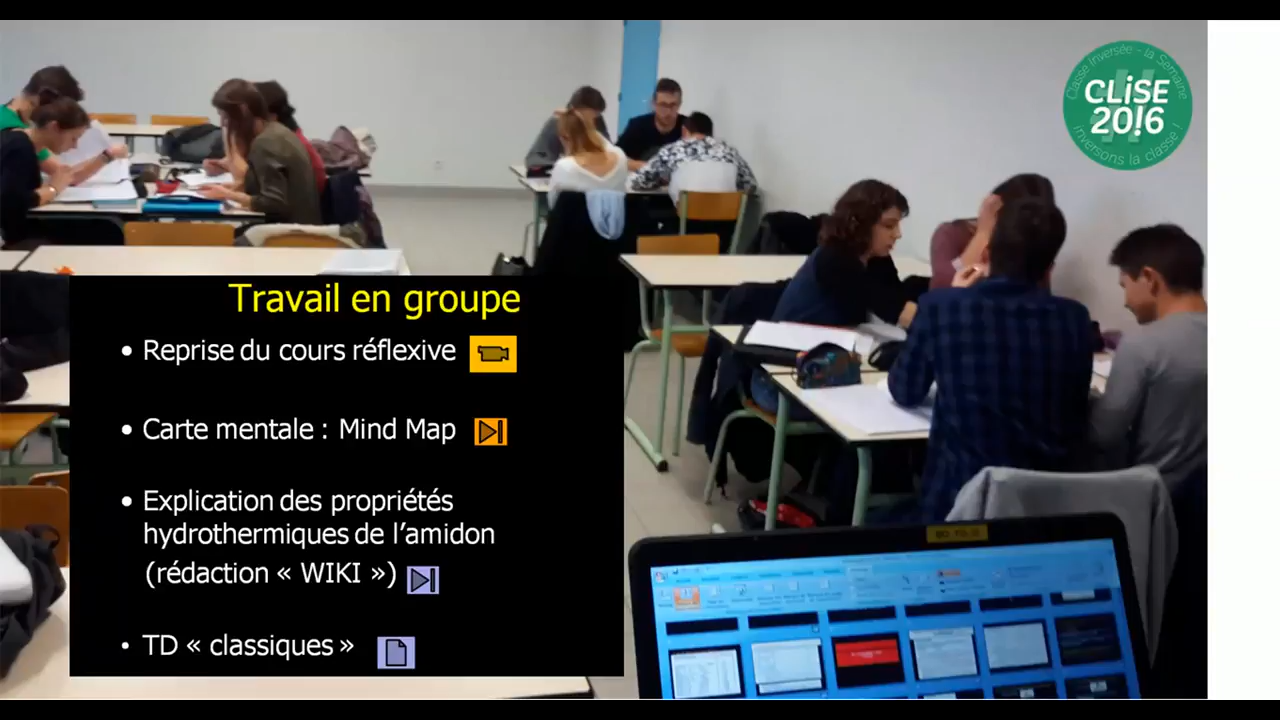 Classe Inversée - la Semaine
CLiSE
20!6
Inversons la classe !
Travail en groupe
• Reprise du cours réflexive
• Carte mentale : Mind Map
• Explication des propriétés
hydrothermiques de l'amidon
(rédaction « WIKI »)
• TD « classiques »